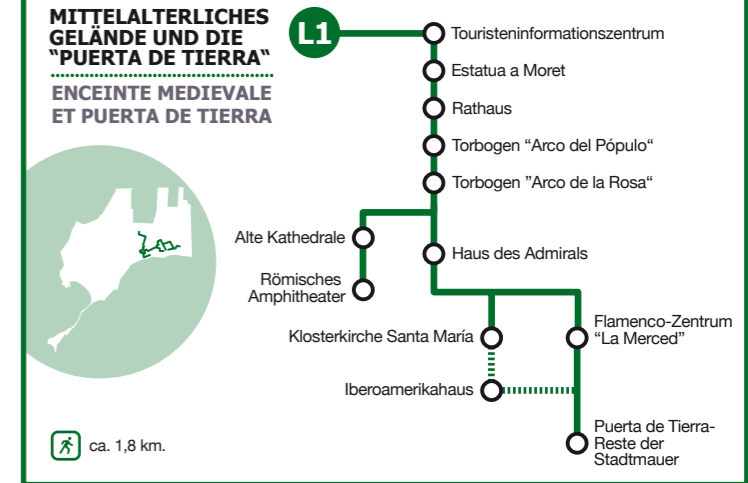 MITTELALTERLICHES
GELÄNDE UND DIE
“PUERTA DE TIERRA“
ENCEINTE MEDIEVALE
ET PUERTA DE TIERRA
L1
Touristeninformationszentrum
Estatua a Moret
Rathaus
Torbogen “Arco del Pópulo“
Torbogen ”Arco de la Rosa“
Alte Kathedrale
Haus des Admirals
Römisches
Amphitheater
Klosterkirche Santa María
Flamenco-Zentrum
“La Merced”
Iberoamerikahaus
Puerta de Tierra-
Reste der
Stadtmauer
ca. 1,8 km.